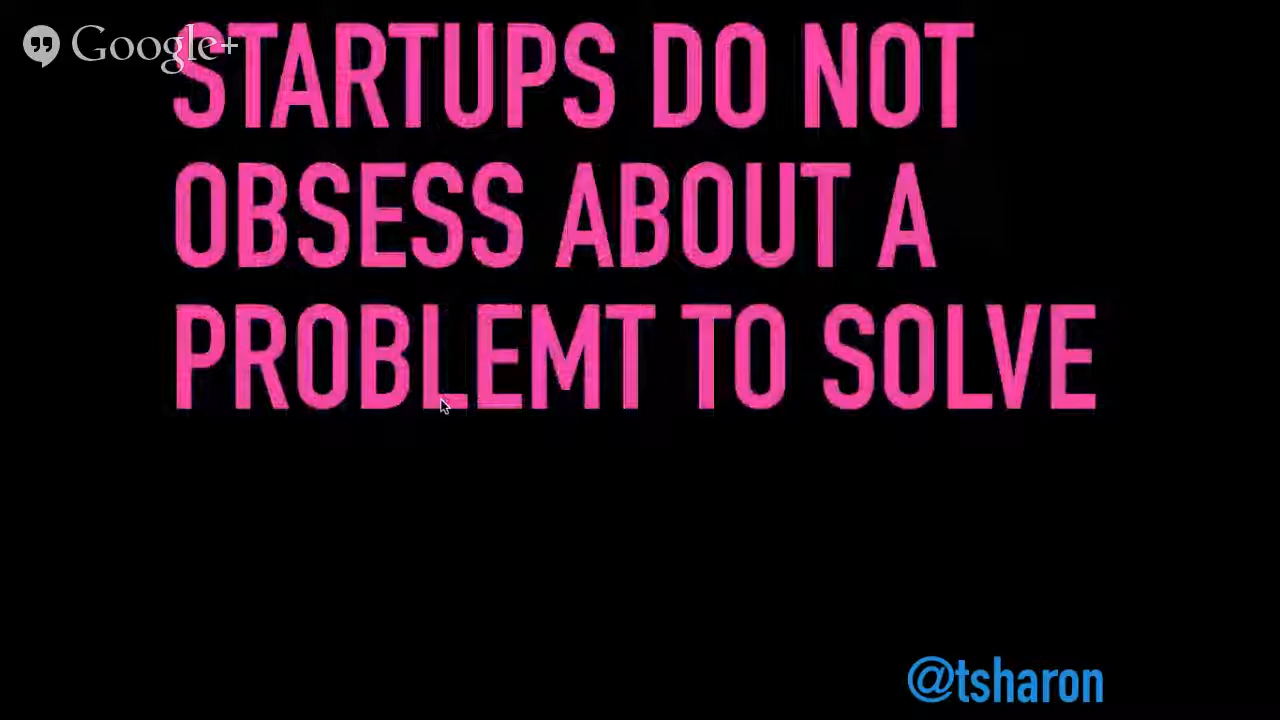 Google+
STARTUPS DO NOT
OBSESS ABOUT A
PROBLEMT TO SOLVE
@tsharon